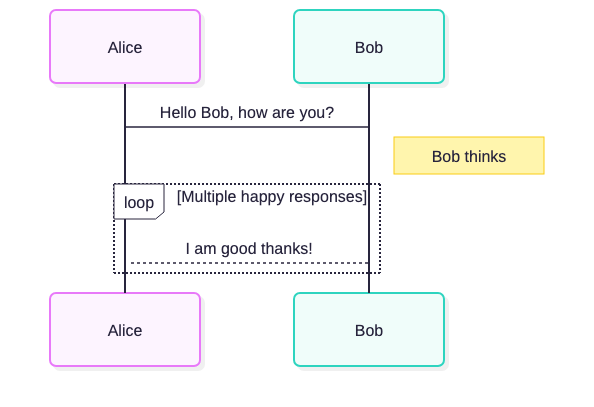 Alice
Bob
Hello Bob, how are you?
Bob thinks
loop
[Multiple happy responses]
I am good thanks!
Alice
Bob